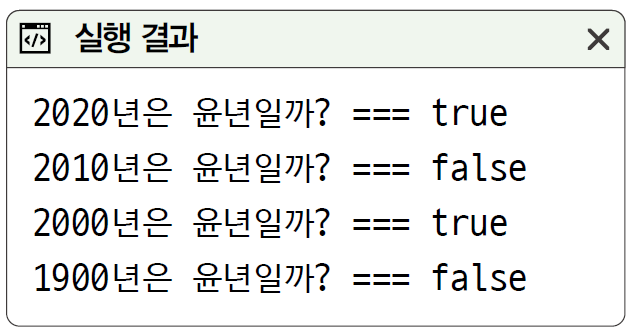 실행 결과
2020년은 윤년일까? === true
2010년은 윤년일까? === false
2000년은 윤년일까? === true
1900년은 윤년일까? === false